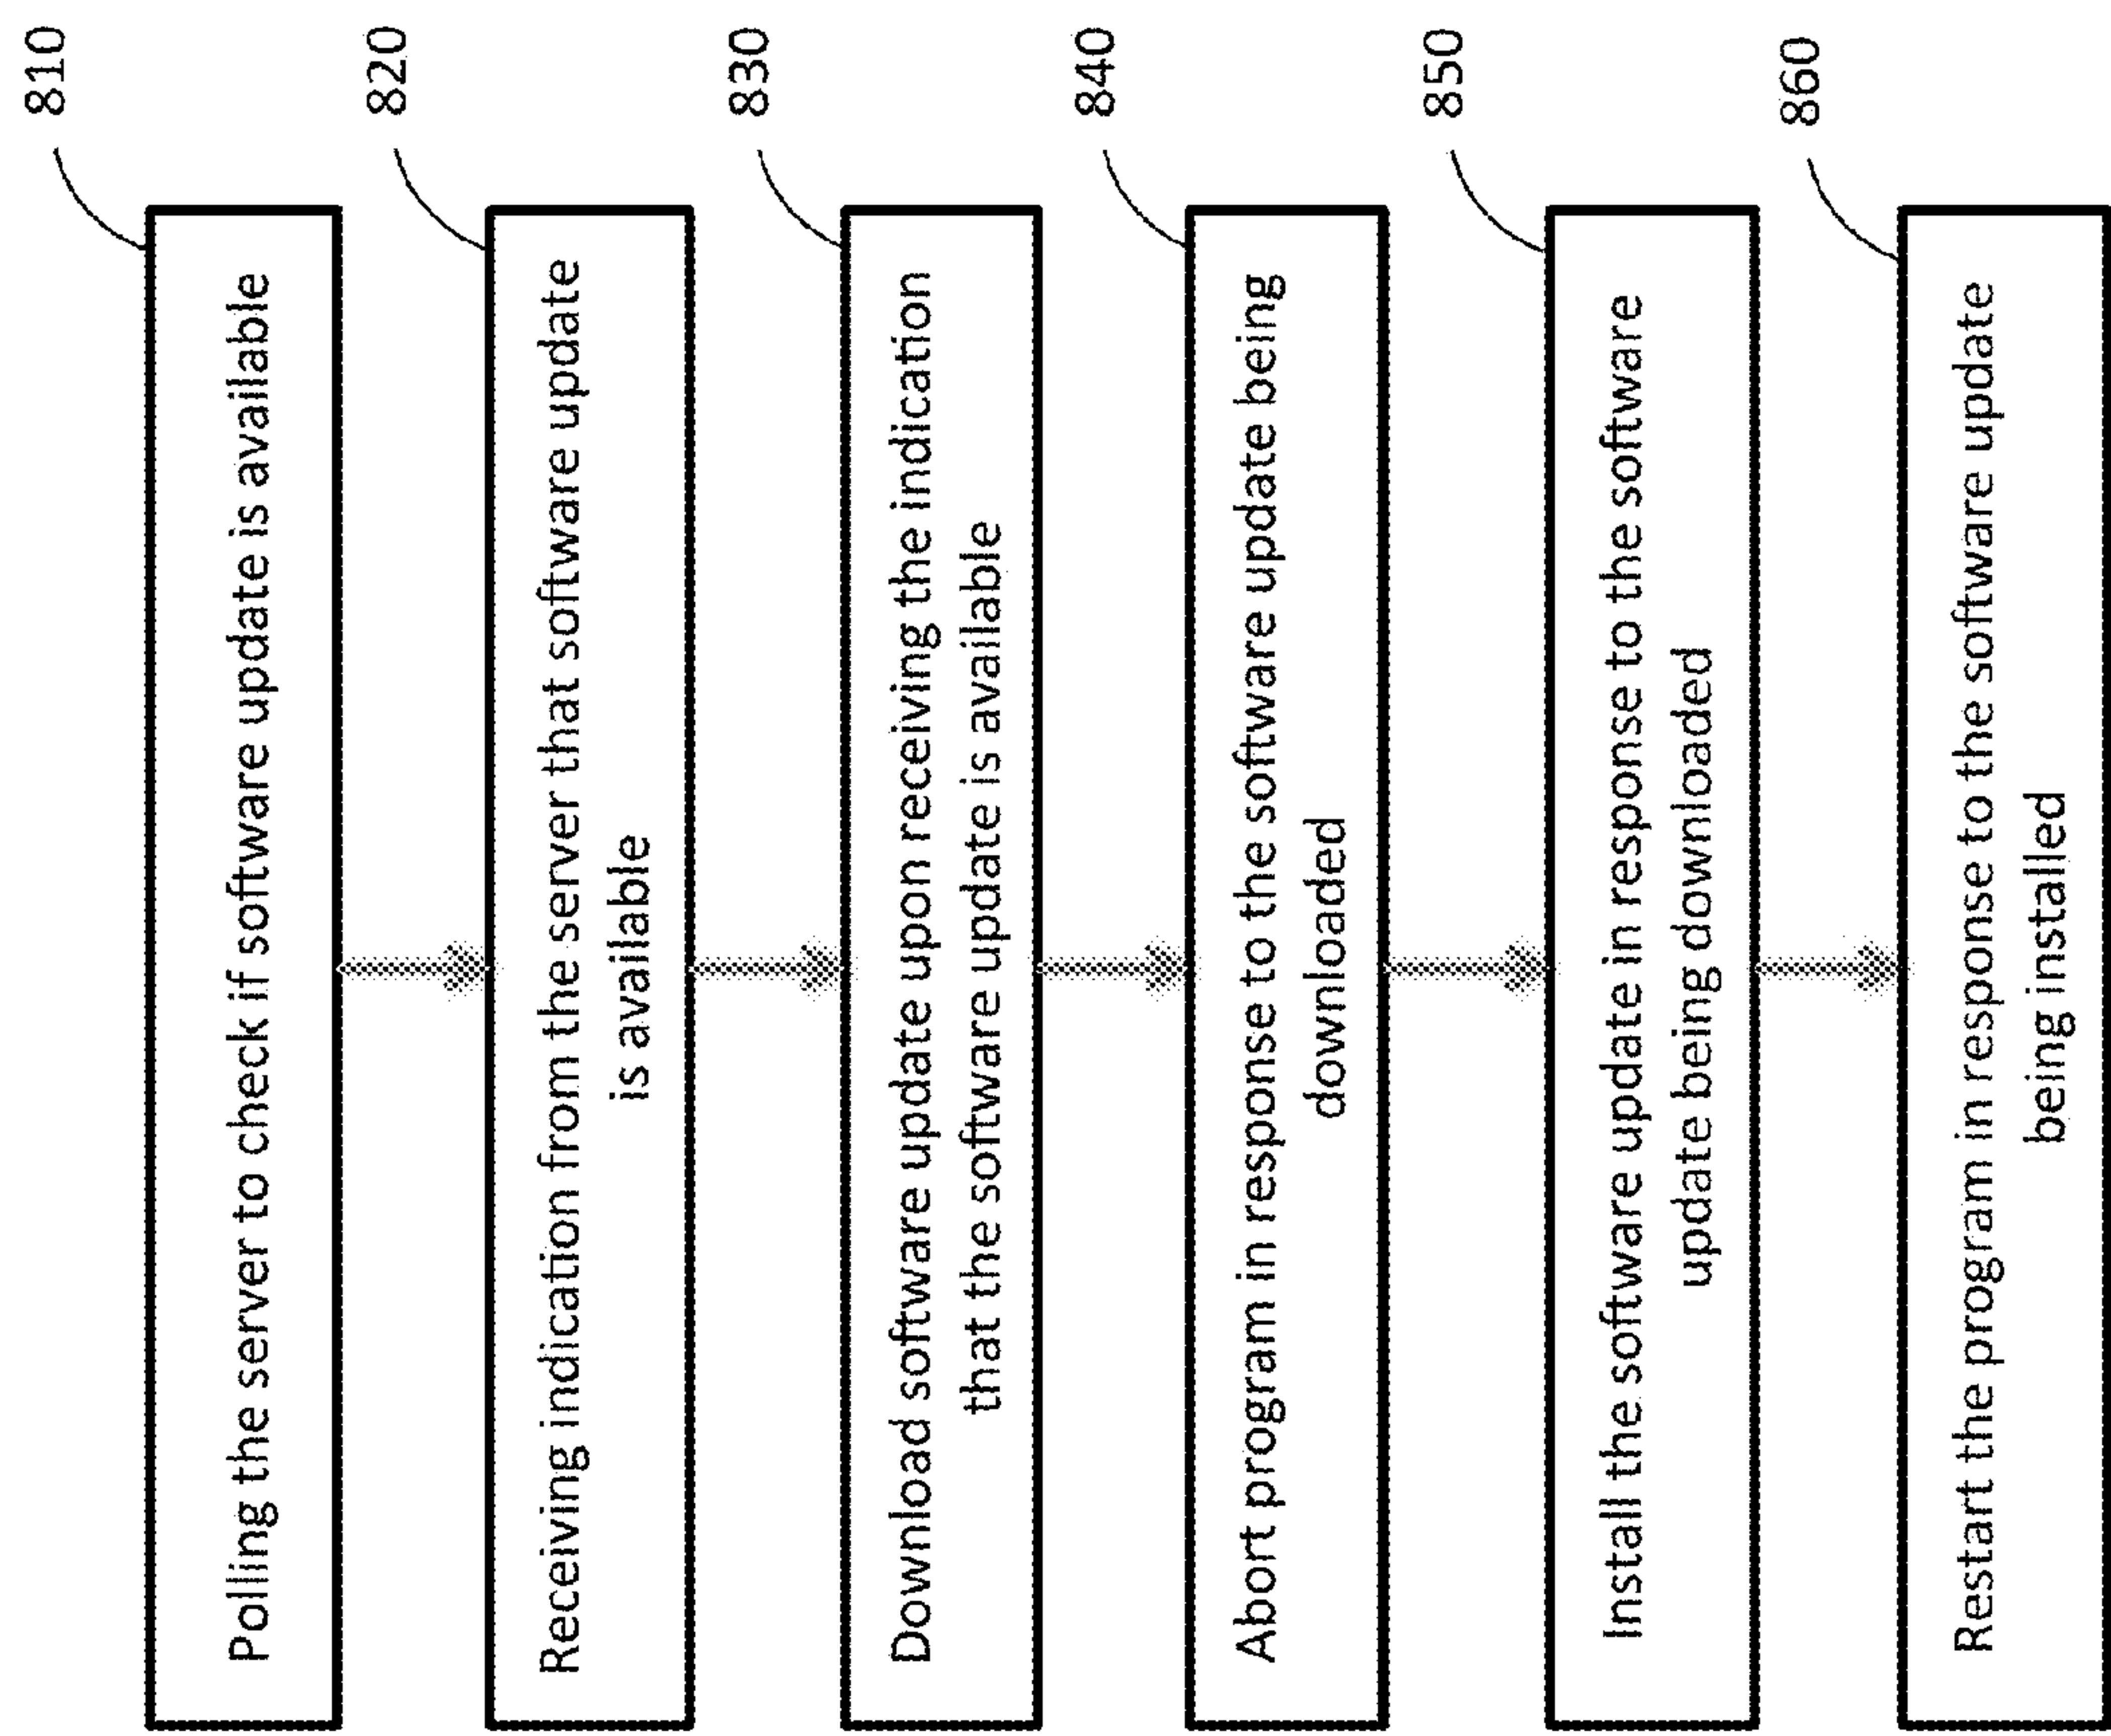 810
Polling the server to check if software update is available
820
Receiving indication from the server that software update
is available
830
Download software update upon receiving the indication
that the software update is available
840
Abort program in response to the software update being
downloaded
850
Install the software update in response to the software
update being downloaded
860
Restart the program in response to the software update
being installed